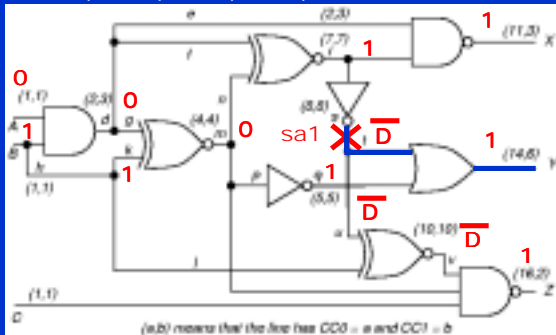 e (2,3) 1 (11,3) X
(7,7) 1
f i
0 n
(1,1) (2,3) 0 (4,4) (8,8)
A d g m 0 sa1 D 1
B 1 k (14,6) Y
h 1 p q 1
(1,1) (5,5) D
u (10,10) D
v 1
j (16,2)
(1,1) Z
C
(a,b) means that the line has CC0 = a and CC1 = b